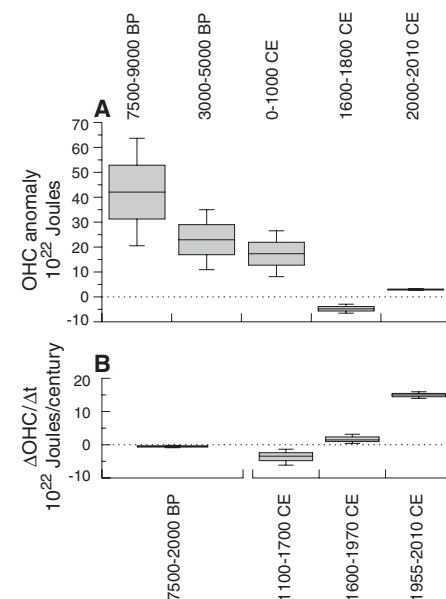 7500-9000 BP
3000-5000 BP
0-1000 CE
1600-1800 CE
2000-2010 CE
A
OHC anomaly
10²² Joules
70
60
50
40
30
20
10
0
-10
B
ΔOHC/Δt
10²² Joules/century
20
10
0
-10
7500-2000 BP
1100-1700 CE
1600-1970 CE
1955-2010 CE